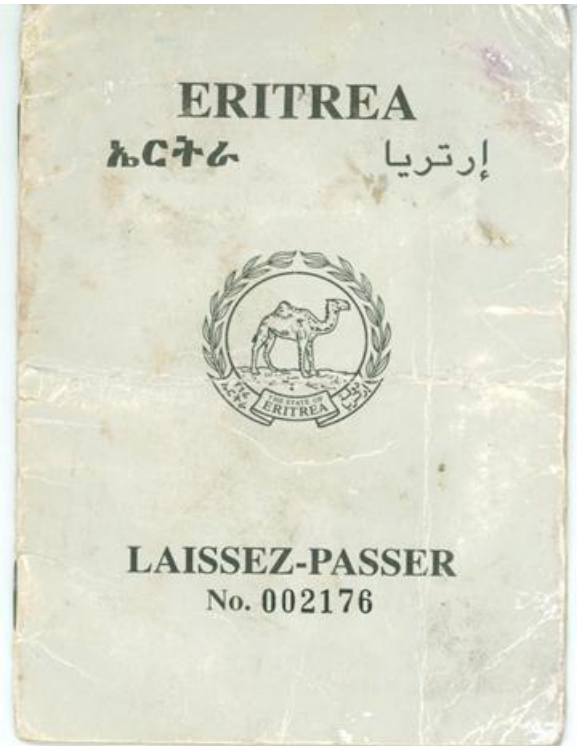 ERITREA
ኤርትራ إرتريا
THE STATE OF
ERITREA
LAISSEZ-PASSER
No. 002176